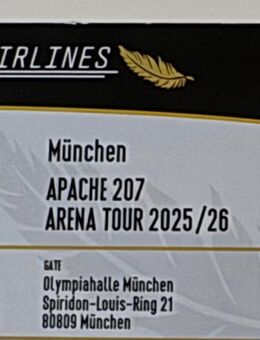 IRLINES
München
APACHE 207
ARENA TOUR 2025/26
GATE
Olympiahalle München
Spiridon-Louis-Ring 21
80809 München